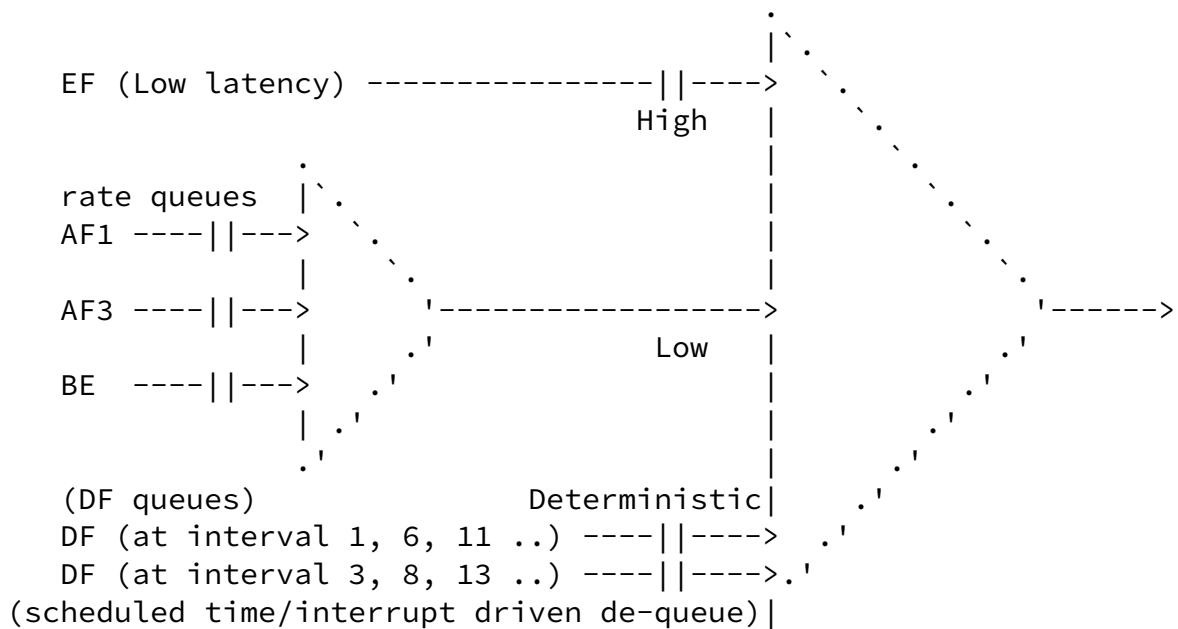 EF (Low latency) ----------------||---->
High
rate queues
AF1 ----||--->
AF3 ----||---> '------------------> '------>
Low
BE ----||--->
(DF queues) Deterministic|
DF (at interval 1, 6, 11 ..) ----||---->
DF (at interval 3, 8, 13 ..) ----||---->.'
(scheduled time/interrupt driven de-queue)|